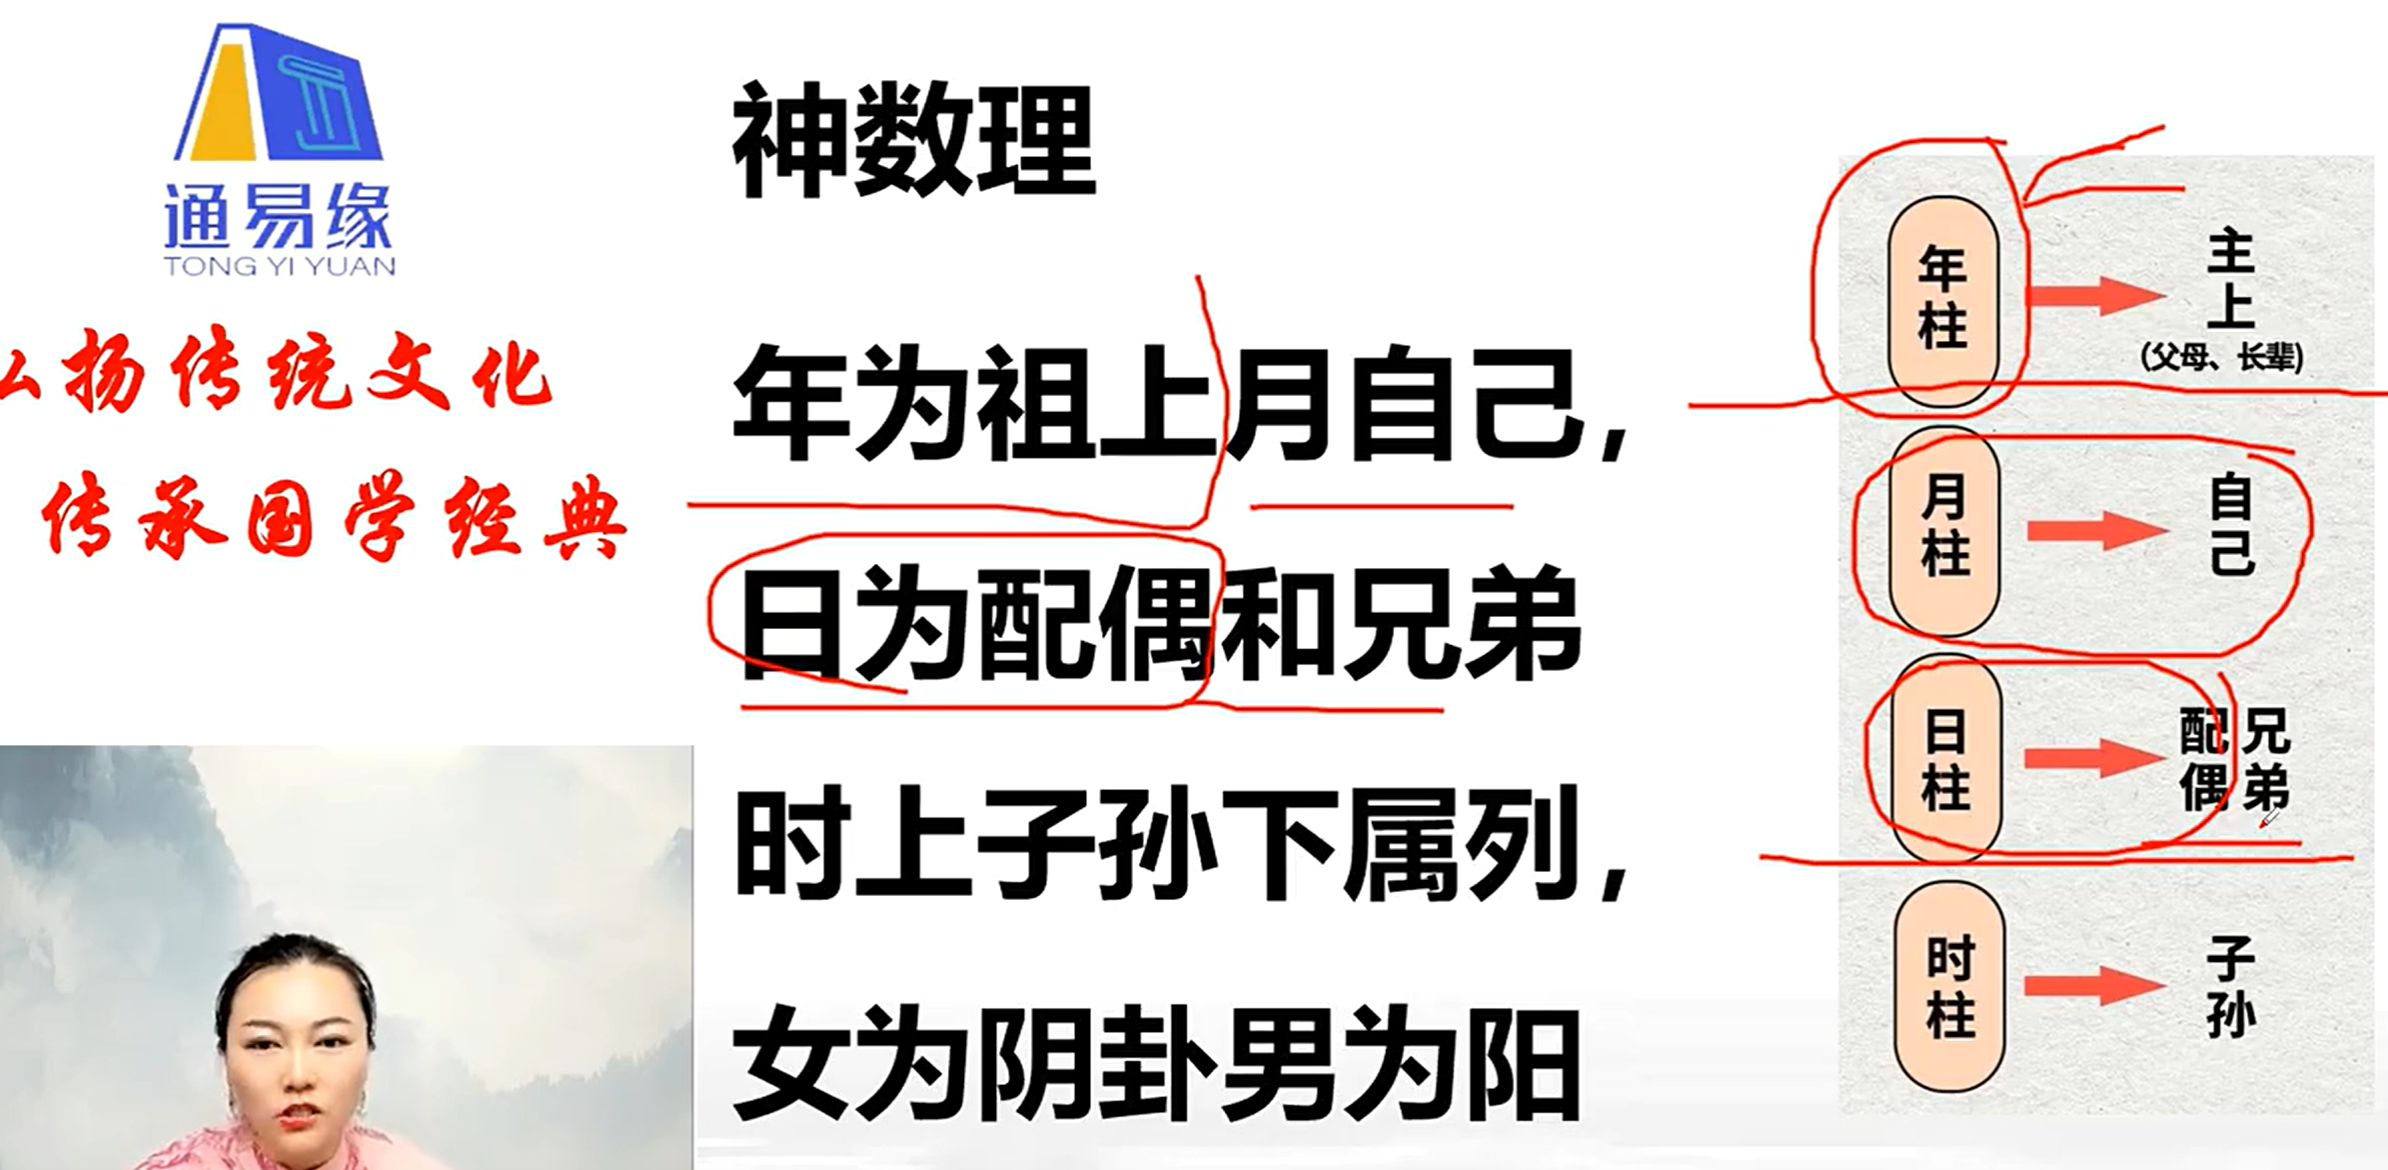 通易缘
TONG YI YUAN
弘扬传统文化
传承国学经典
神数理
年为祖上月自己,
日为配偶和兄弟
时上子孙下属列,
女为阴卦男为阳
年柱
主上
(父母、长辈)
月柱
自己
日柱
配偶
兄弟
时柱
子孙